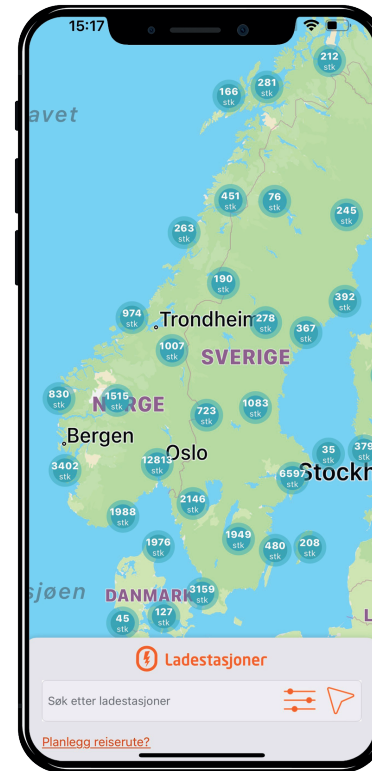 15:17
212
stk
281
stk
166
stk
avet
451
stk
76
stk
245
stk
263
stk
190
stk
392
stk
974
stk
Trondheim
278
stk
367
stk
1007
stk
SVERIGE
830
stk
1515
stk
NORGE
723
stk
1083
stk
Bergen
Oslo
12813
stk
3402
stk
35
stk
379
stk
6597
stk
Stockh
2146
stk
1988
stk
1976
stk
1949
stk
480
stk
208
stk
sjøen
DANMARK
3159
stk
127
stk
45
stk
L
Ladestasjoner
Søk etter ladestasjoner
Planlegg reiserute?